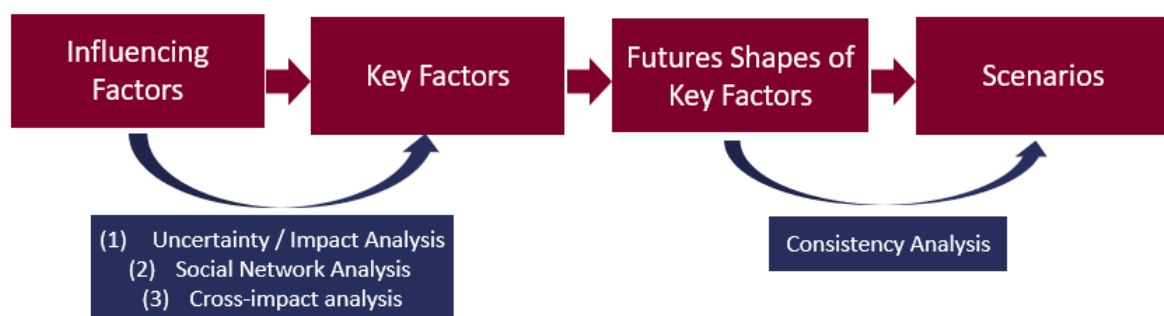 Influencing
Factors
Key Factors
Futures Shapes of
Key Factors
Scenarios
(1) Uncertainty / Impact Analysis
(2) Social Network Analysis
(3) Cross-impact analysis
Consistency Analysis